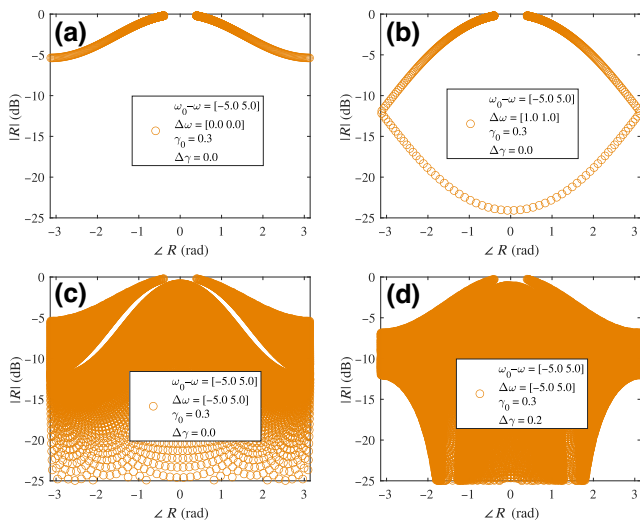 (a)
0
-5
-10
-15
-20
-25
|R| (dB)
ω₀–ω = [-5.0 5.0]
Δω = [0.0 0.0]
γ₀ = 0.3
Δγ = 0.0
-3 -2 -1 0 1 2 3
∠ R (rad)
(b)
0
-5
-10
-15
-20
-25
|R| (dB)
ω₀–ω = [-5.0 5.0]
Δω = [1.0 1.0]
γ₀ = 0.3
Δγ = 0.0
-3 -2 -1 0 1 2 3
∠ R (rad)
(c)
0
-5
-10
-15
-20
-25
|R| (dB)
ω₀–ω = [-5.0 5.0]
Δω = [-5.0 5.0]
γ₀ = 0.3
Δγ = 0.0
-3 -2 -1 0 1 2 3
∠ R (rad)
(d)
0
-5
-10
-15
-20
-25
|R| (dB)
ω₀–ω = [-5.0 5.0]
Δω = [-5.0 5.0]
γ₀ = 0.3
Δγ = 0.2
-3 -2 -1 0 1 2 3
∠ R (rad)